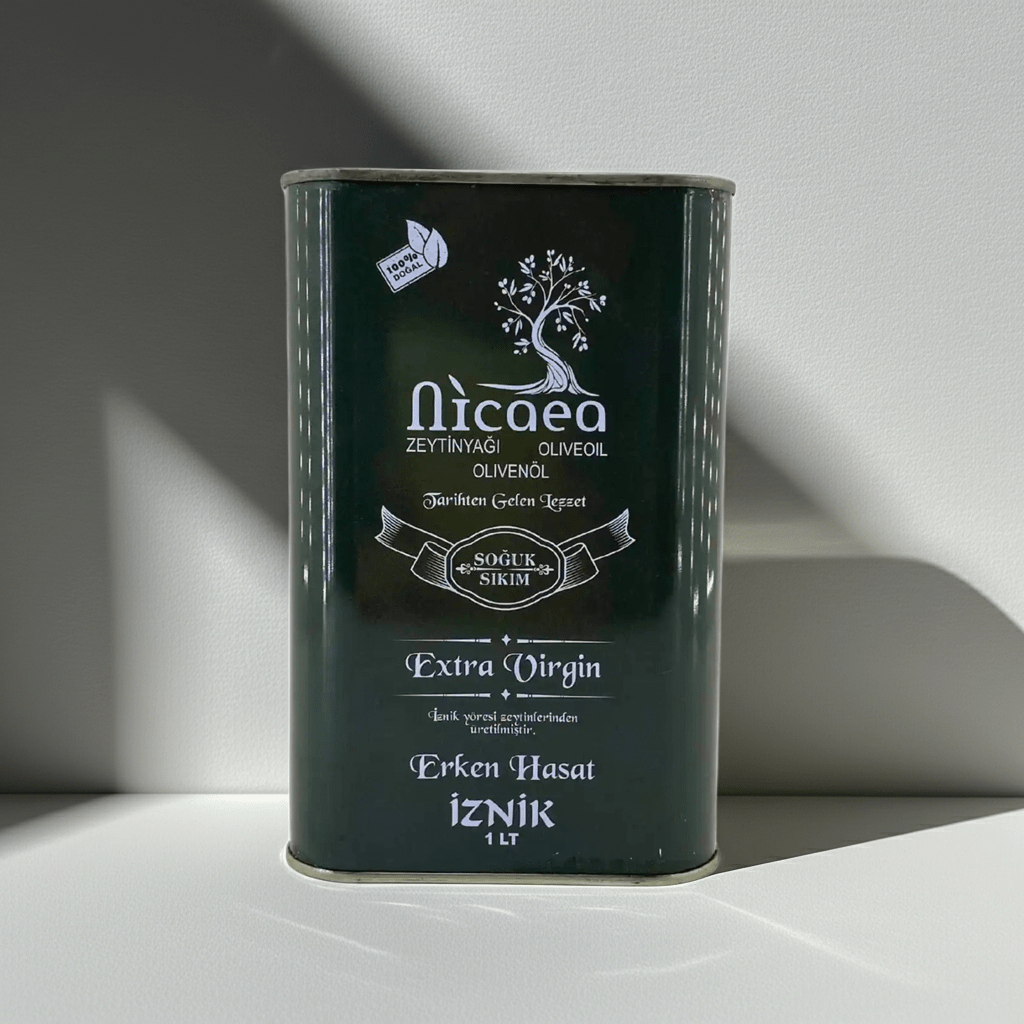 100%
DOĞAL
Nìcaea
ZEYTİNYAĞI OLIVEOIL
OLIVENÖL
Tarihten Gelen Lezzet
SOĞUK
SIKIM
Extra Virgin
İznik yöresi zeytinlerinden
üretilmiştir.
Erken Hasat
İZNİK
1 LT